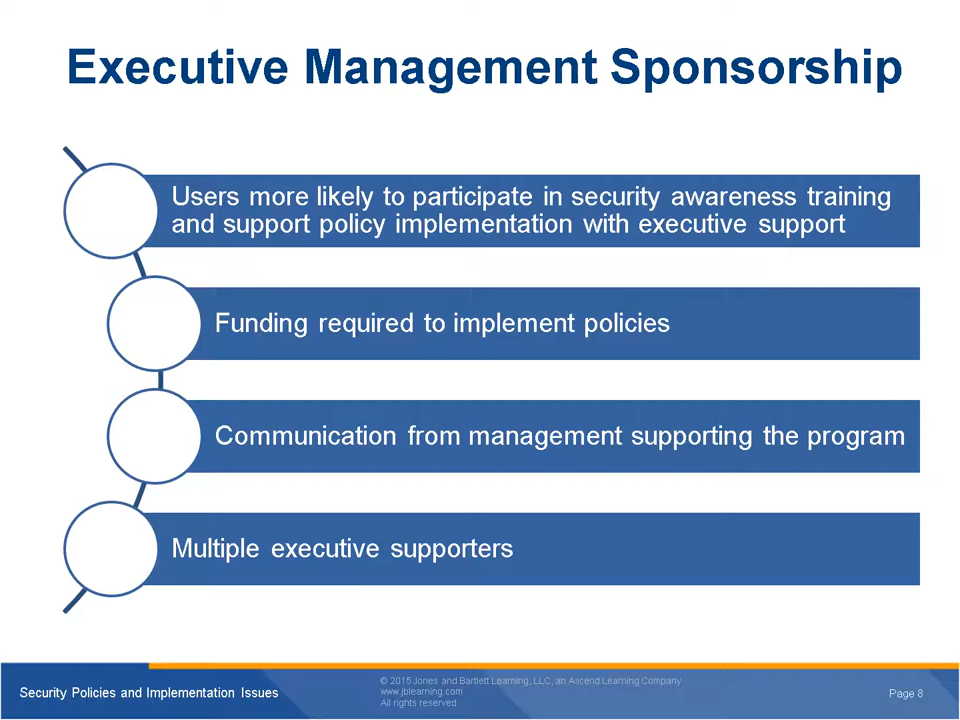 Executive Management Sponsorship
Users more likely to participate in security awareness training
and support policy implementation with executive support
Funding required to implement policies
Communication from management supporting the program
Multiple executive supporters
Security Policies and Implementation Issues
© 2015 Jones and Bartlett Learning, LLC, an Ascend Learning Company
www.jblearning.com
All rights reserved.
Page 8